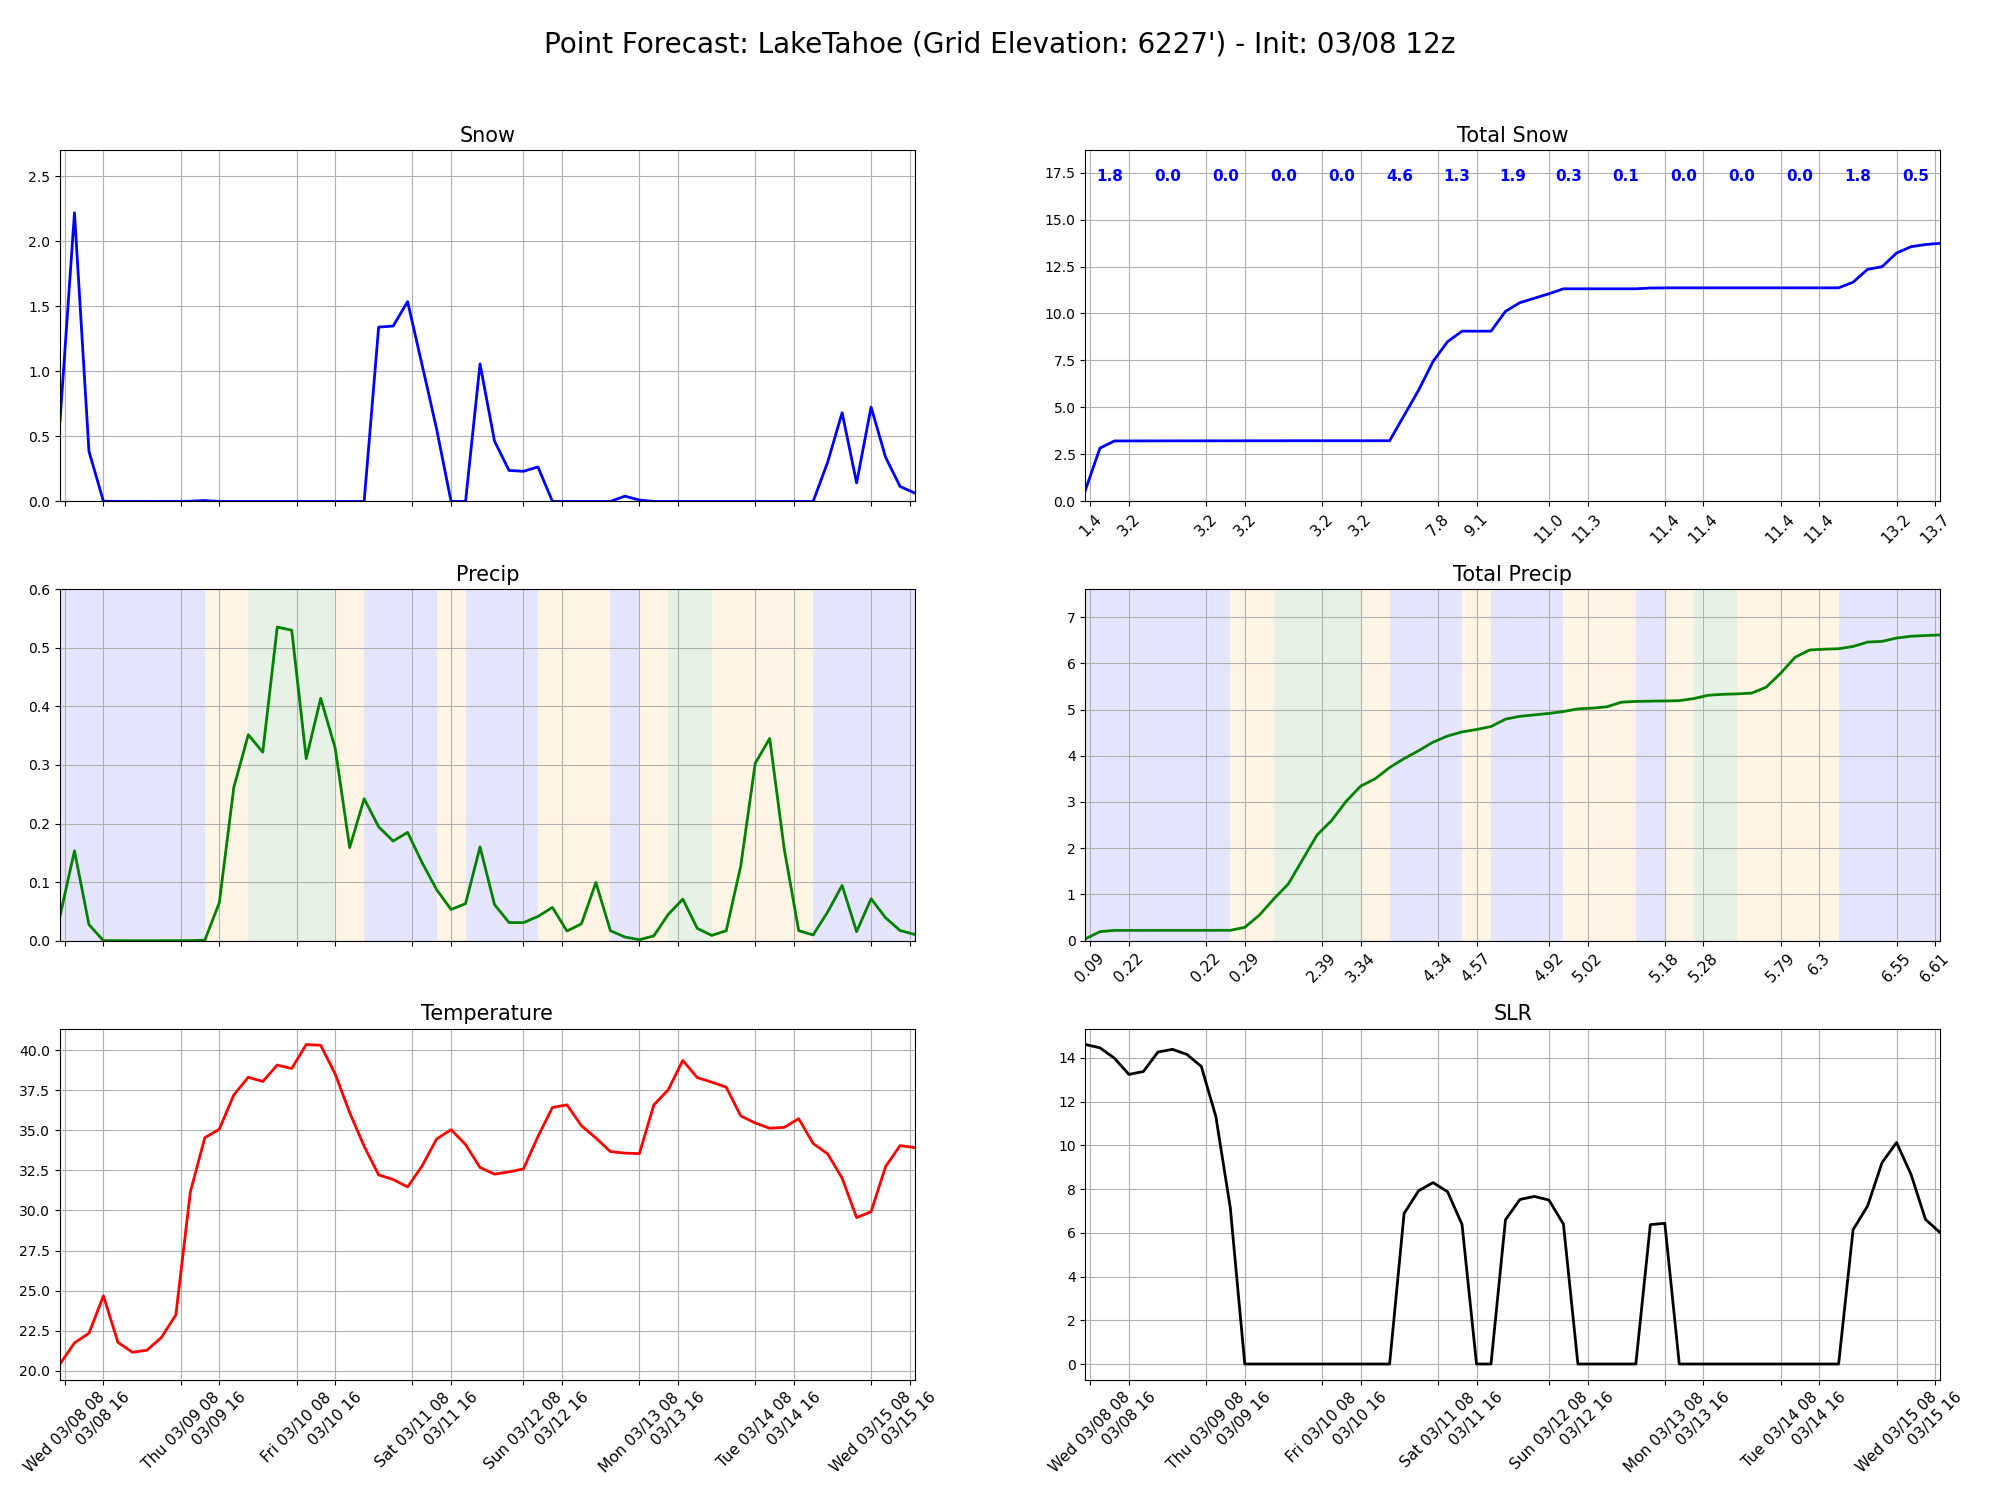 Point Forecast: LakeTahoe (Grid Elevation: 6227') - Init: 03/08 12z
Snow
2.5
2.0
1.5
1.0
0.5
0.0
Total Snow
17.5
15.0
12.5
10.0
7.5
5.0
2.5
0.0
1.8 0.0 0.0 0.0 0.0 4.6 1.3 1.9 0.3 0.1 0.0 0.0 0.0 1.8 0.5
1.4 3.2 3.2 3.2 3.2 3.2 7.8 9.1 11.0 11.3 11.4 11.4 11.4 11.4 13.2 13.7
Precip
0.6
0.5
0.4
0.3
0.2
0.1
0.0
Total Precip
7
6
5
4
3
2
1
0
0.09 0.22 0.22 0.29 2.39 3.34 4.34 4.57 4.92 5.02 5.18 5.28 5.79 6.3 6.55 6.61
Temperature
40.0
37.5
35.0
32.5
30.0
27.5
25.0
22.5
20.0
Wed 03/08 08
03/08 16
Thu 03/09 08
03/09 16
Fri 03/10 08
03/10 16
Sat 03/11 08
03/11 16
Sun 03/12 08
03/12 16
Mon 03/13 08
03/13 16
Tue 03/14 08
03/14 16
Wed 03/15 08
03/15 16
SLR
14
12
10
8
6
4
2
0
Wed 03/08 08
03/08 16
Thu 03/09 08
03/09 16
Fri 03/10 08
03/10 16
Sat 03/11 08
03/11 16
Sun 03/12 08
03/12 16
Mon 03/13 08
03/13 16
Tue 03/14 08
03/14 16
Wed 03/15 08
03/15 16